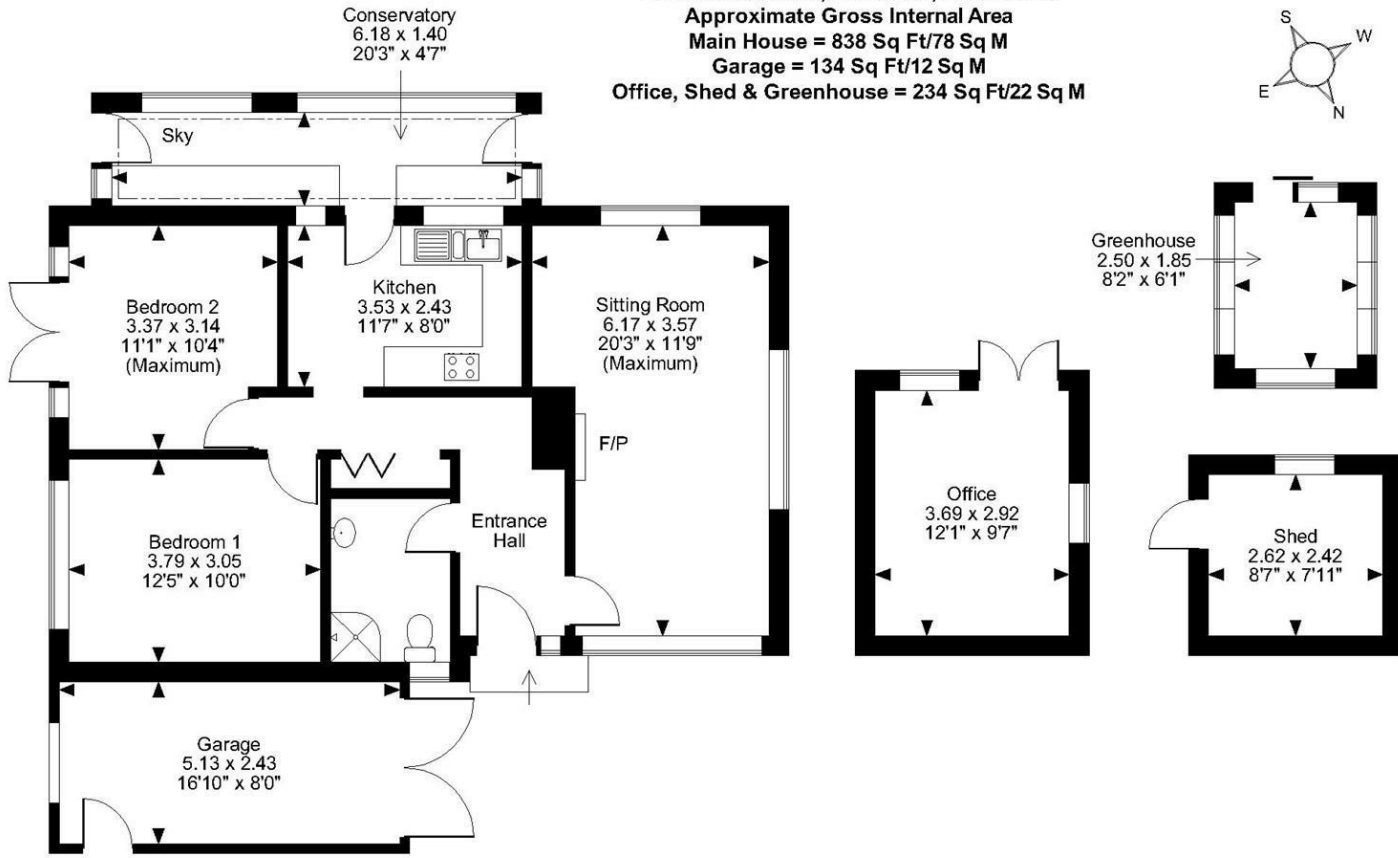 Approximate Gross Internal Area
Main House = 838 Sq Ft/78 Sq M
Garage = 134 Sq Ft/12 Sq M
Office, Shed & Greenhouse = 234 Sq Ft/22 Sq M
S
W
E
N
Conservatory
6.18 x 1.40
20'3" x 4'7"
Sky
Bedroom 2
3.37 x 3.14
11'1" x 10'4"
(Maximum)
Kitchen
3.53 x 2.43
11'7" x 8'0"
Sitting Room
6.17 x 3.57
20'3" x 11'9"
(Maximum)
F/P
Greenhouse
2.50 x 1.85
8'2" x 6'1"
Bedroom 1
3.79 x 3.05
12'5" x 10'0"
Entrance
Hall
Office
3.69 x 2.92
12'1" x 9'7"
Shed
2.62 x 2.42
8'7" x 7'11"
Garage
5.13 x 2.43
16'10" x 8'0"